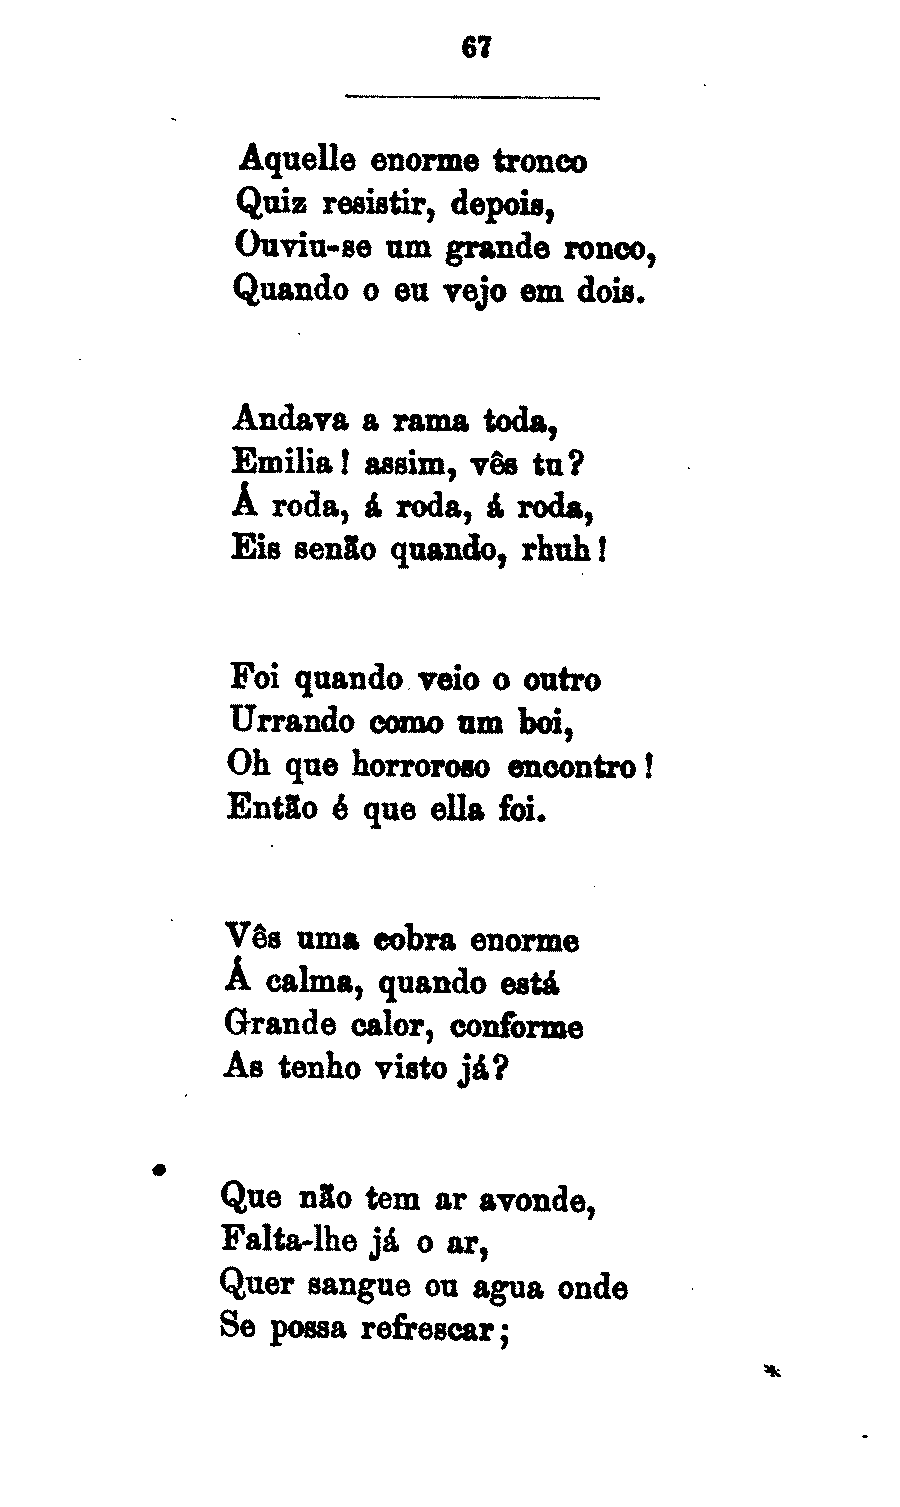 67
Aquelle enorme tronco
Quiz resistir, depois,
Ouviu-se um grande ronco,
Quando o eu vejo em dois.
Andava a rama toda,
Emilia! assim, vês tu?
Á roda, á roda, á roda,
Eis senão quando, rhuh!
Foi quando veio o outro
Urrando como um boi,
Oh que horroroso encontro!
Então é que ella foi.
Vês uma cobra enorme
Á calma, quando está
Grande calor, conforme
As tenho visto já?
Que não tem ar avonde,
Falta-lhe já o ar,
Quer sangue ou agua onde
Se possa refrescar;
*